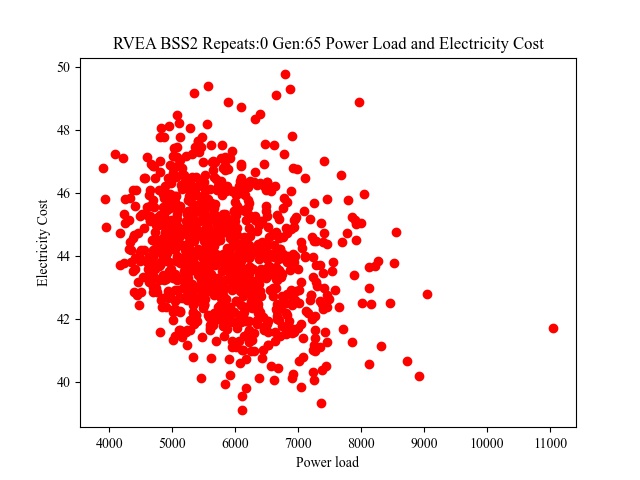 RVEA BSS2 Repeats:0 Gen:65 Power Load and Electricity Cost
50
48
46
44
42
40
Electricity Cost
4000 5000 6000 7000 8000 9000 10000 11000
Power load